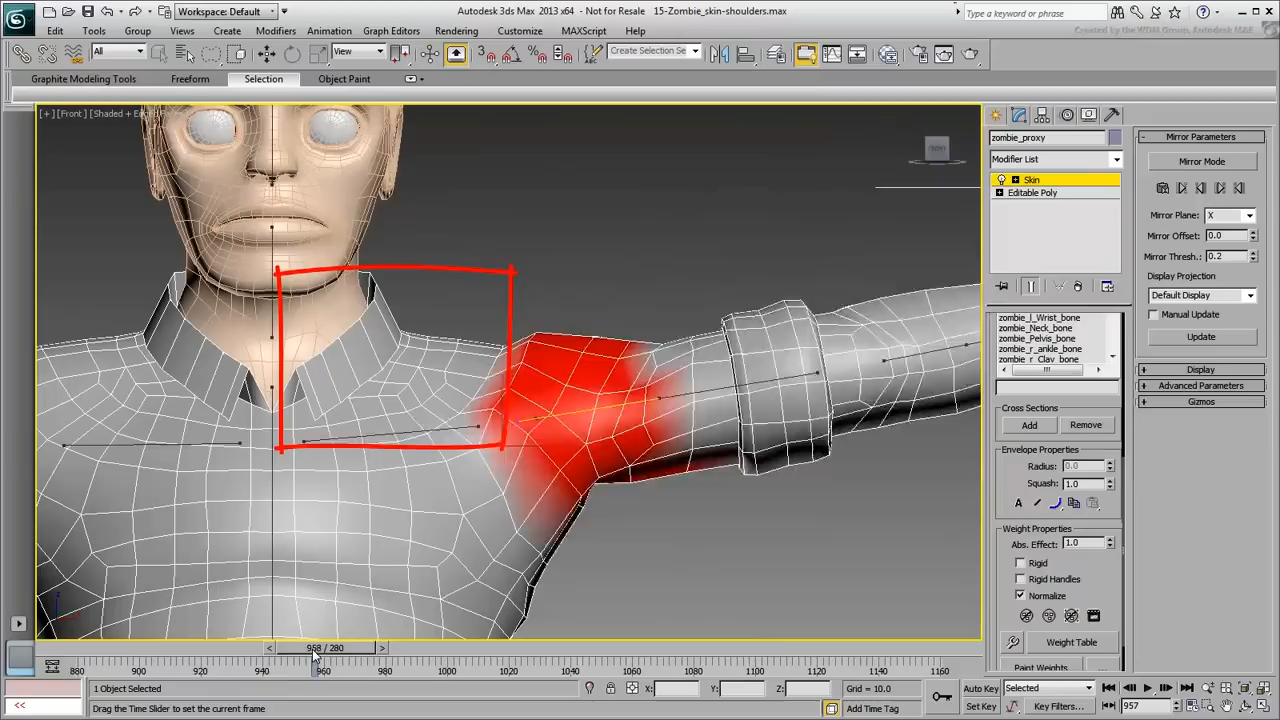 Workspace: Default
Autodesk 3ds Max 2013 x64 - Not for Resale 15-Zombie_skin-shoulders.max
Type a keyword or phrase
Edit Tools Group Views Create Modifiers Animation Graph Editors Rendering Customize MAXScript Help
Created by the WDM Group, Autodesk M&E
All View Create Selection Se
Graphite Modeling Tools Freeform Selection Object Paint
[ + ] [Front ] [Shaded + Ed
zombie_proxy
Modifier List
Skin
Editable Poly
zombie_l_Wrist_bone
zombie_Neck_bone
zombie_Pelvis_bone
zombie_r_ankle_bone
zombie_r_Clav_bone
Cross Sections
Add Remove
Envelope Properties
Radius: 0.0
Squash: 1.0
A
Weight Properties
Abs. Effect: 1.0
Rigid
Rigid Handles
Normalize
Weight Table
Paint Weights ...
Mirror Parameters
Mirror Mode
Mirror Plane: X
Mirror Offset: 0.0
Mirror Thresh.: 0.2
Display Projection
Default Display
Manual Update
Update
Display
Advanced Parameters
Gizmos
< 958 / 280 >
880 900 920 940 960 980 1000 1020 1040 1060 1080 1100 1120 1140 1160
1 Object Selected X: Y: Z: Grid = 10.0 Auto Key Selected
<< Drag the Time Slider to set the current frame Add Time Tag Set Key Key Filters... 957